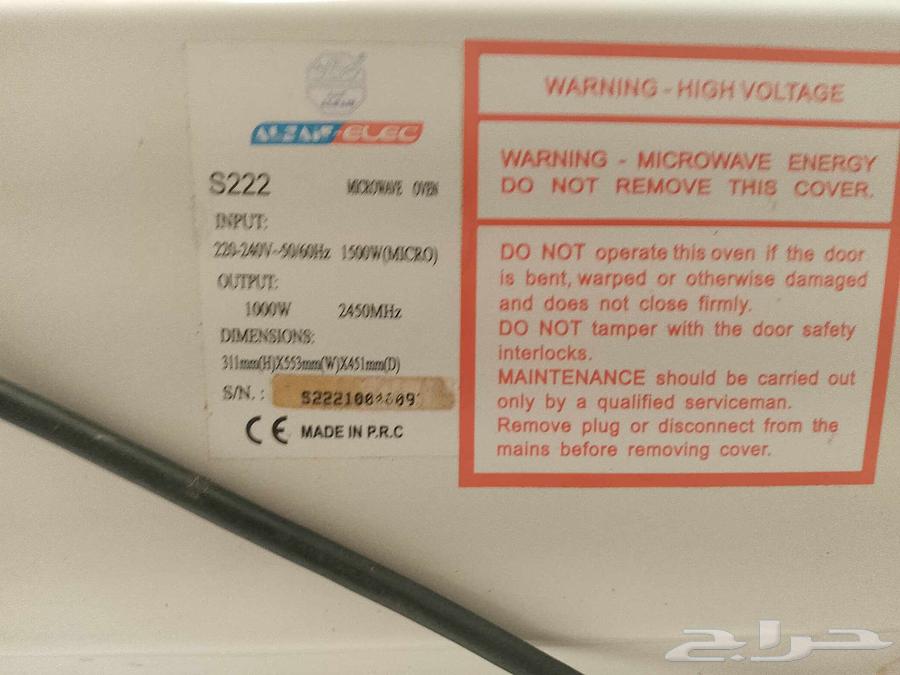 ELEC
S222 MICROWAVE OVEN
INPUT:
220-240V~50/60Hz 1500W(MICRO)
OUTPUT:
1000W 2450MHz
DIMENSIONS:
311mm(H)X553mm(W)X451mm(D)
S/N. :
CE MADE IN P.R.C
WARNING - HIGH VOLTAGE
WARNING - MICROWAVE ENERGY
DO NOT REMOVE THIS COVER.
DO NOT operate this oven if the door
is bent, warped or otherwise damaged
and does not close firmly.
DO NOT tamper with the door safety
interlocks.
MAINTENANCE should be carried out
only by a qualified serviceman.
Remove plug or disconnect from the
mains before removing cover.
حراج